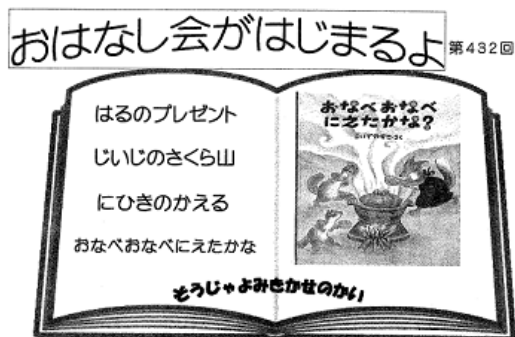 おはなし会がはじまるよ 第432回
はるのプレゼント
じいじのさくら山
にひきのかえる
おなべおなべにえたかな
おなべおなべ
にえたかな？
そうじゃよみきかせのかい